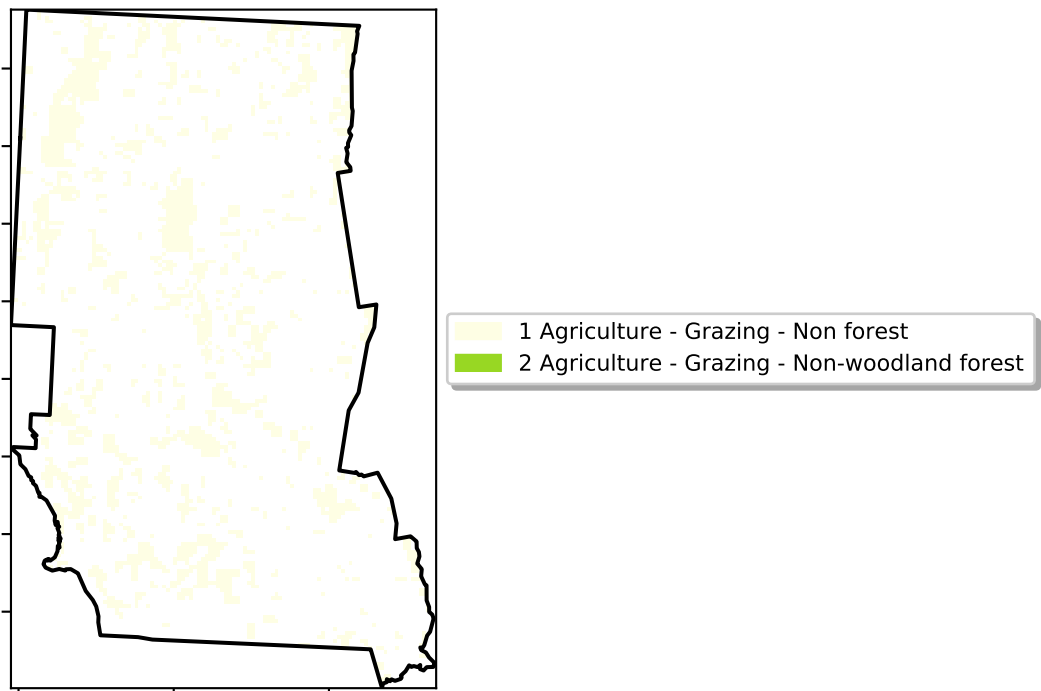 1 Agriculture - Grazing - Non forest
2 Agriculture - Grazing - Non-woodland forest